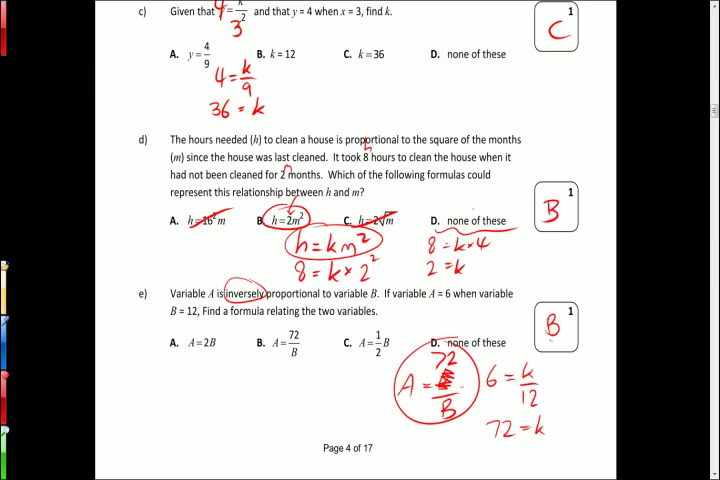 c) Given that 4 = k/x² and that y = 4 when x = 3, find k.
1
C
3
A. y = 4/9 B. k = 12 C. k = 36 D. none of these
4 = k/9
36 = k
d) The hours needed (h) to clean a house is proportional to the square of the months
(m) since the house was last cleaned. It took 8 hours to clean the house when it
h
had not been cleaned for 2 months. Which of the following formulas could
m
represent this relationship between h and m?
1
B
A. h = 16²m B. h = 2m² C. h = 2√m D. none of these
h = km²
8 = k × 4
8 = k × 2²
2 = k
e) Variable A is inversely proportional to variable B. If variable A = 6 when variable
B = 12, Find a formula relating the two variables.
1
B
A. A = 2B B. A = 72/B C. A = 1/2 B D. none of these
A = 72/B
6 = k/12
72 = k
Page 4 of 17